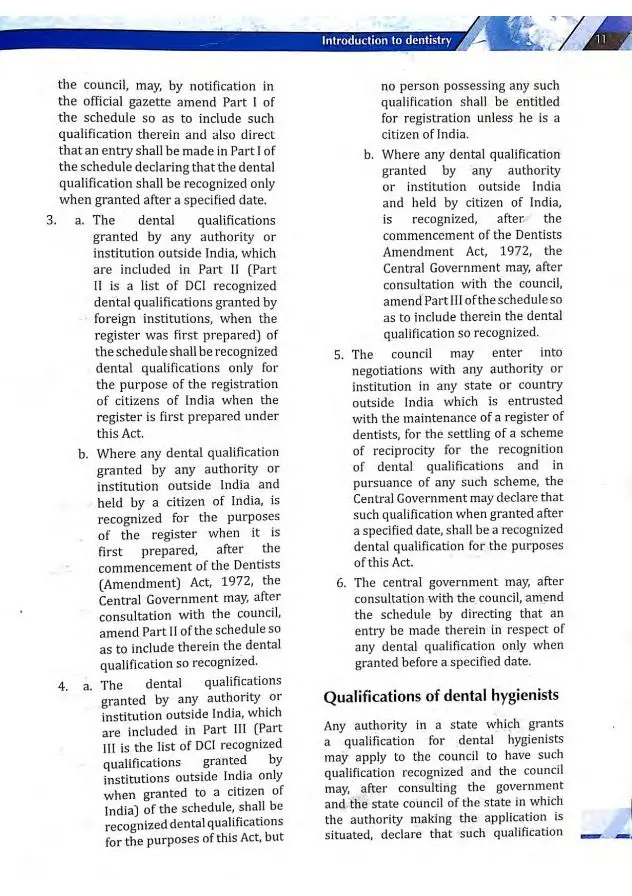 Introduction to dentistry
11
the council, may, by notification in
the official gazette amend Part I of
the schedule so as to include such
qualification therein and also direct
that an entry shall be made in Part I of
the schedule declaring that the dental
qualification shall be recognized only
when granted after a specified date.
3. a. The dental qualifications
granted by any authority or
institution outside India, which
are included in Part II (Part
II is a list of DCI recognized
dental qualifications granted by
foreign institutions, when the
register was first prepared) of
the schedule shall be recognized
dental qualifications only for
the purpose of the registration
of citizens of India when the
register is first prepared under
this Act.
b. Where any dental qualification
granted by any authority or
institution outside India and
held by a citizen of India, is
recognized for the purposes
of the register when it is
first prepared, after the
commencement of the Dentists
(Amendment) Act, 1972, the
Central Government may, after
consultation with the council,
amend Part II of the schedule so
as to include therein the dental
qualification so recognized.
4. a. The dental qualifications
granted by any authority or
institution outside India, which
are included in Part III (Part
III is the list of DCI recognized
qualifications granted by
institutions outside India only
when granted to a citizen of
India) of the schedule, shall be
recognized dental qualifications
for the purposes of this Act, but
no person possessing any such
qualification shall be entitled
for registration unless he is a
citizen of India.
b. Where any dental qualification
granted by any authority
or institution outside India
and held by citizen of India,
is recognized, after the
commencement of the Dentists
Amendment Act, 1972, the
Central Government may, after
consultation with the council,
amend Part III of the schedule so
as to include therein the dental
qualification so recognized.
5. The council may enter into
negotiations with any authority or
institution in any state or country
outside India which is entrusted
with the maintenance of a register of
dentists, for the settling of a scheme
of reciprocity for the recognition
of dental qualifications and in
pursuance of any such scheme, the
Central Government may declare that
such qualification when granted after
a specified date, shall be a recognized
dental qualification for the purposes
of this Act.
6. The central government may, after
consultation with the council, amend
the schedule by directing that an
entry be made therein in respect of
any dental qualification only when
granted before a specified date.
Qualifications of dental hygienists
Any authority in a state which grants
a qualification for dental hygienists
may apply to the council to have such
qualification recognized and the council
may, after consulting the government
and the state council of the state in which
the authority making the application is
situated, declare that such qualification